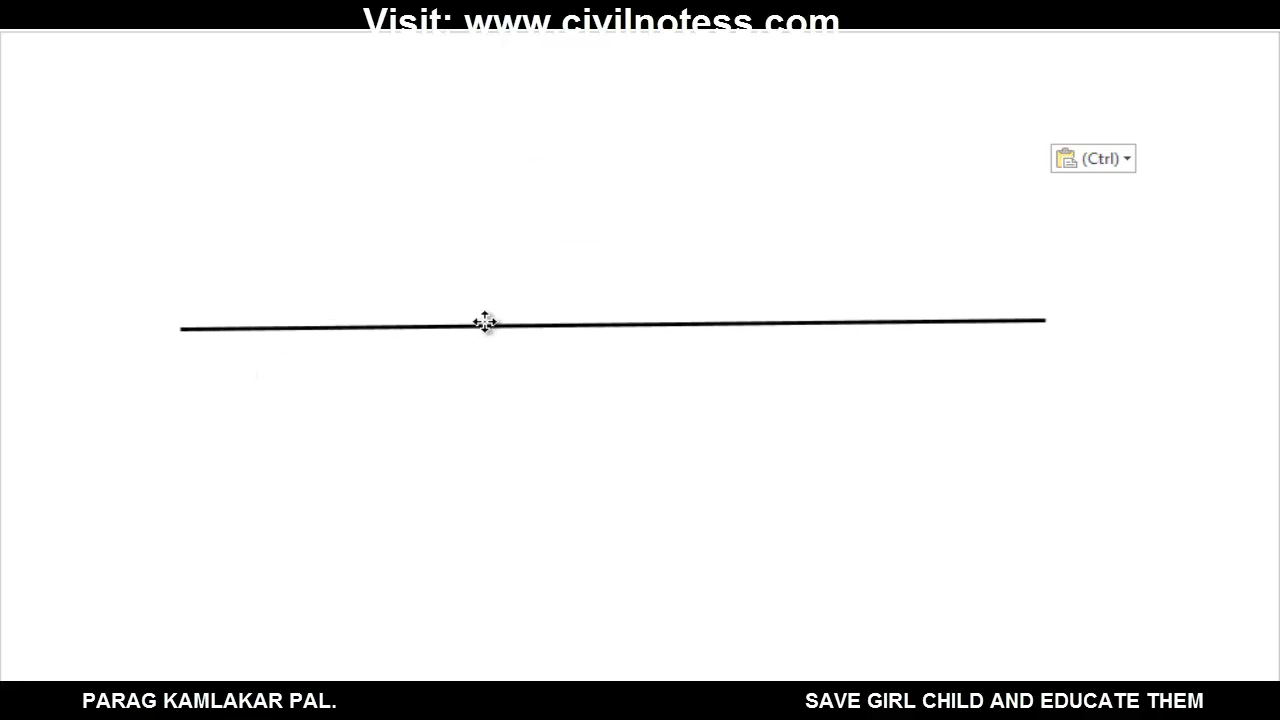 Visit: www.civilnotess.com
(Ctrl)
PARAG KAMLAKAR PAL.
SAVE GIRL CHILD AND EDUCATE THEM